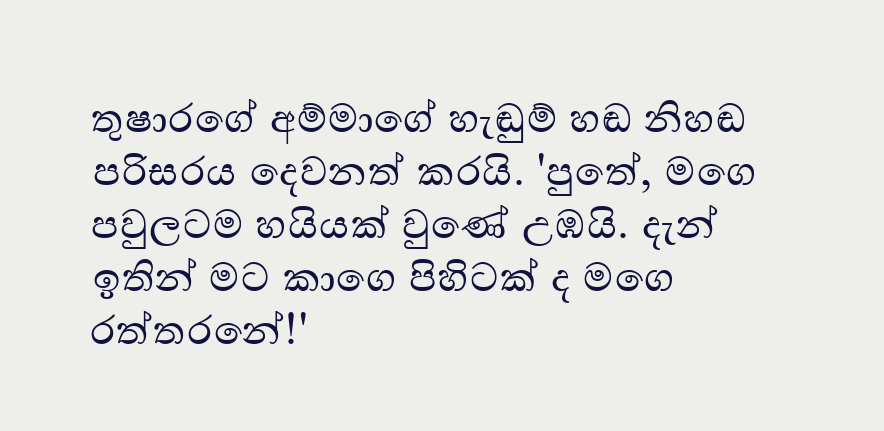 තුෂාරගේ අම්මාගේ හැඬුම් හඬ නිහඬ
පරිසරය දෙවනත් කරයි. 'පුතේ, මගෙ
පවුලටම හයියක් වුණේ උඹයි. දැන්
ඉතින් මට කාගෙ පිහිටක් ද මගෙ
රත්තරනේ!'